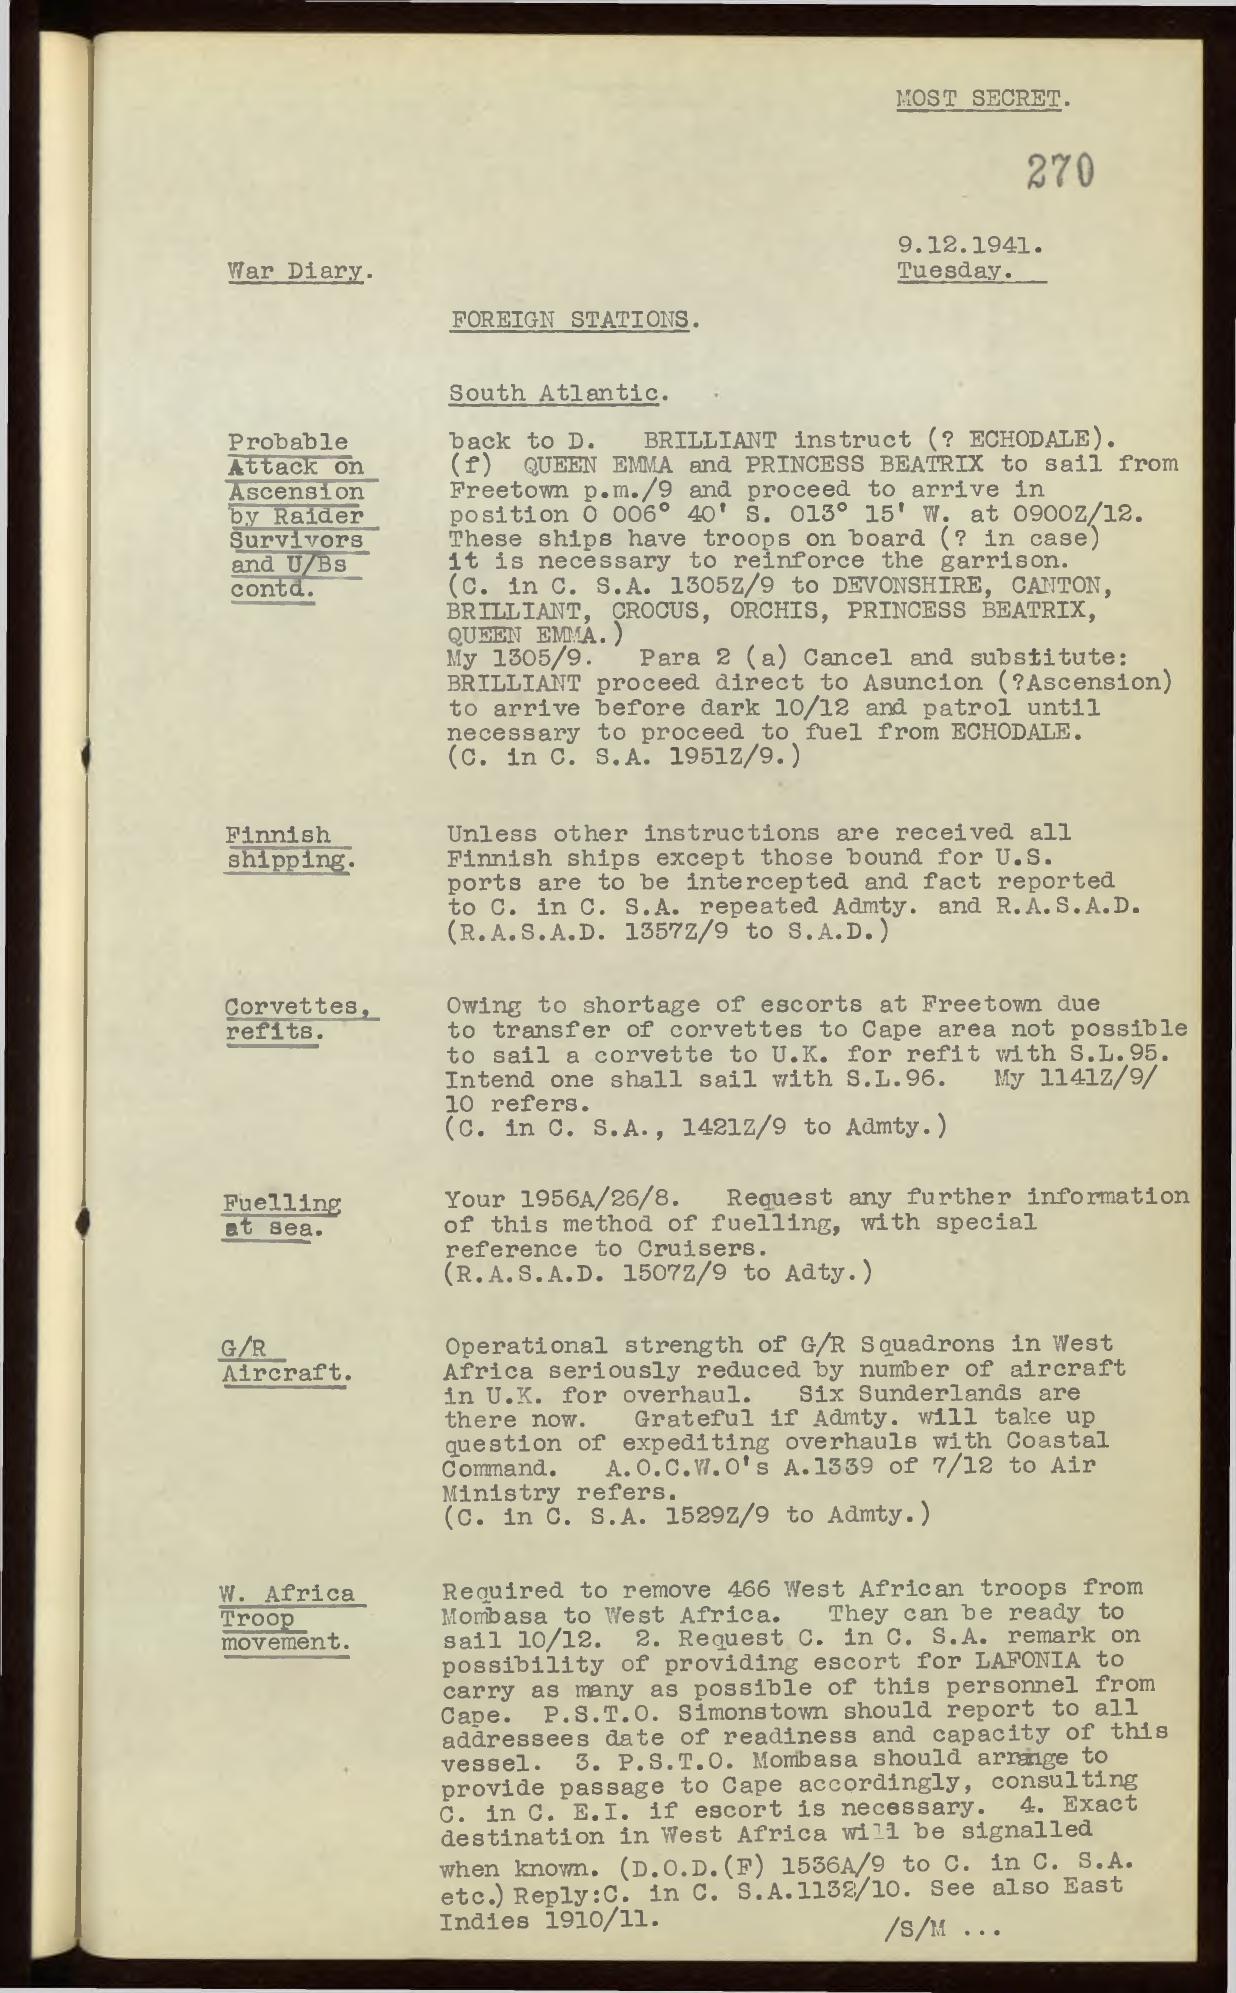 MOST SECRET.
270
9.12.1941.
War Diary.
Tuesday.
FOREIGN STATIONS.
South Atlantic.
Probable
Attack on
Ascension
by Raider
Survivors
and U/Bs
contd.
back to D. BRILLIANT instruct (? ECHODALE).
(f) QUEEN EMMA and PRINCESS BEATRIX to sail from
Freetown p.m./9 and proceed to arrive in
position 0 006° 40' S. 013° 15' W. at 0900Z/12.
These ships have troops on board (? in case)
it is necessary to reinforce the garrison.
(C. in C. S.A. 1305Z/9 to DEVONSHIRE, CANTON,
BRILLIANT, CROCUS, ORCHIS, PRINCESS BEATRIX,
QUEEN EMMA.)
My 1305/9. Para 2 (a) Cancel and substitute:
BRILLIANT proceed direct to Asuncion (?Ascension)
to arrive before dark 10/12 and patrol until
necessary to proceed to fuel from ECHODALE.
(C. in C. S.A. 1951Z/9.)
Finnish
shipping.
Unless other instructions are received all
Finnish ships except those bound for U.S.
ports are to be intercepted and fact reported
to C. in C. S.A. repeated Admty. and R.A.S.A.D.
(R.A.S.A.D. 1357Z/9 to S.A.D.)
Corvettes,
refits.
Owing to shortage of escorts at Freetown due
to transfer of corvettes to Cape area not possible
to sail a corvette to U.K. for refit with S.L.95.
Intend one shall sail with S.L.96. My 1141Z/9/
10 refers.
(C. in C. S.A., 1421Z/9 to Admty.)
Fuelling
at sea.
Your 1956A/26/8. Request any further information
of this method of fuelling, with special
reference to Cruisers.
(R.A.S.A.D. 1507Z/9 to Adty.)
G/R
Aircraft.
Operational strength of G/R Squadrons in West
Africa seriously reduced by number of aircraft
in U.K. for overhaul. Six Sunderlands are
there now. Grateful if Admty. will take up
question of expediting overhauls with Coastal
Command. A.O.C.W.O's A.1339 of 7/12 to Air
Ministry refers.
(C. in C. S.A. 1529Z/9 to Admty.)
W. Africa
Troop
movement.
Required to remove 466 West African troops from
Mombasa to West Africa. They can be ready to
sail 10/12. 2. Request C. in C. S.A. remark on
possibility of providing escort for LAFONIA to
carry as many as possible of this personnel from
Cape. P.S.T.O. Simonstown should report to all
addressees date of readiness and capacity of this
vessel. 3. P.S.T.O. Mombasa should arrange to
provide passage to Cape accordingly, consulting
C. in C. E.I. if escort is necessary. 4. Exact
destination in West Africa will be signalled
when known. (D.O.D.(F) 1536A/9 to C. in C. S.A.
etc.) Reply:C. in C. S.A.1132/10. See also East
Indies 1910/11.
/S/M ...